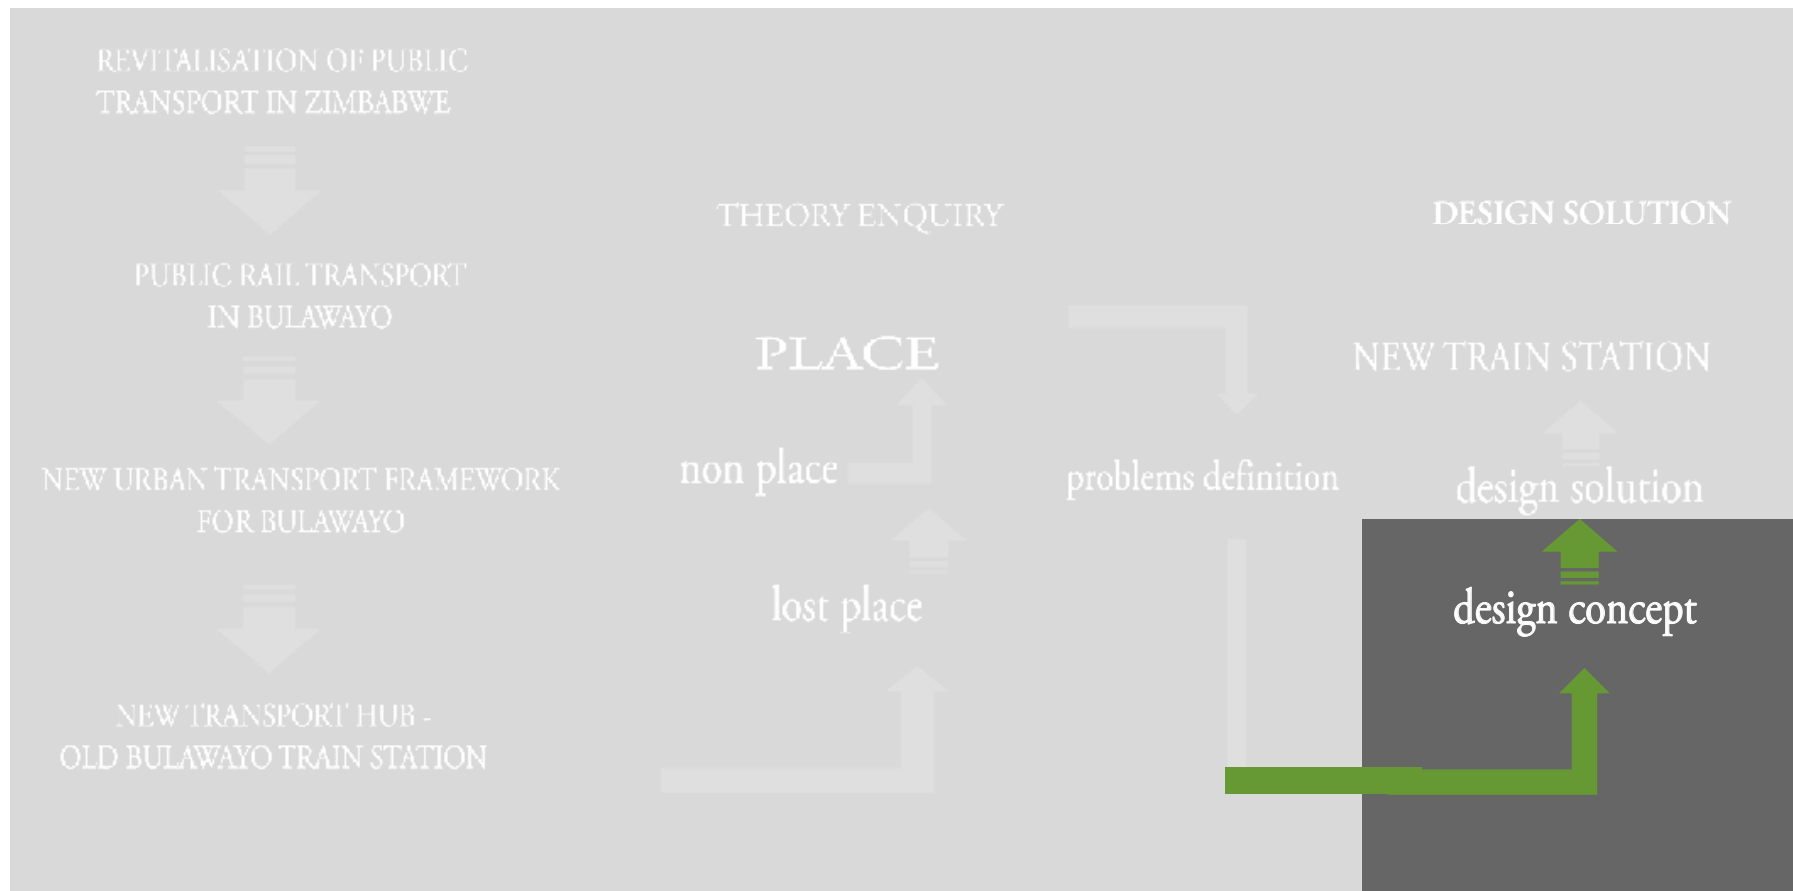 REVITALISATION OF PUBLIC
TRANSPORT IN ZIMBABWE
PUBLIC RAIL TRANSPORT
IN BULAWAYO
NEW URBAN TRANSPORT FRAMEWORK
FOR BULAWAYO
NEW TRANSPORT HUB -
OLD BULAWAYO TRAIN STATION
THEORY ENQUIRY
PLACE
non place
lost place
problems definition
DESIGN SOLUTION
NEW TRAIN STATION
design solution
design concept